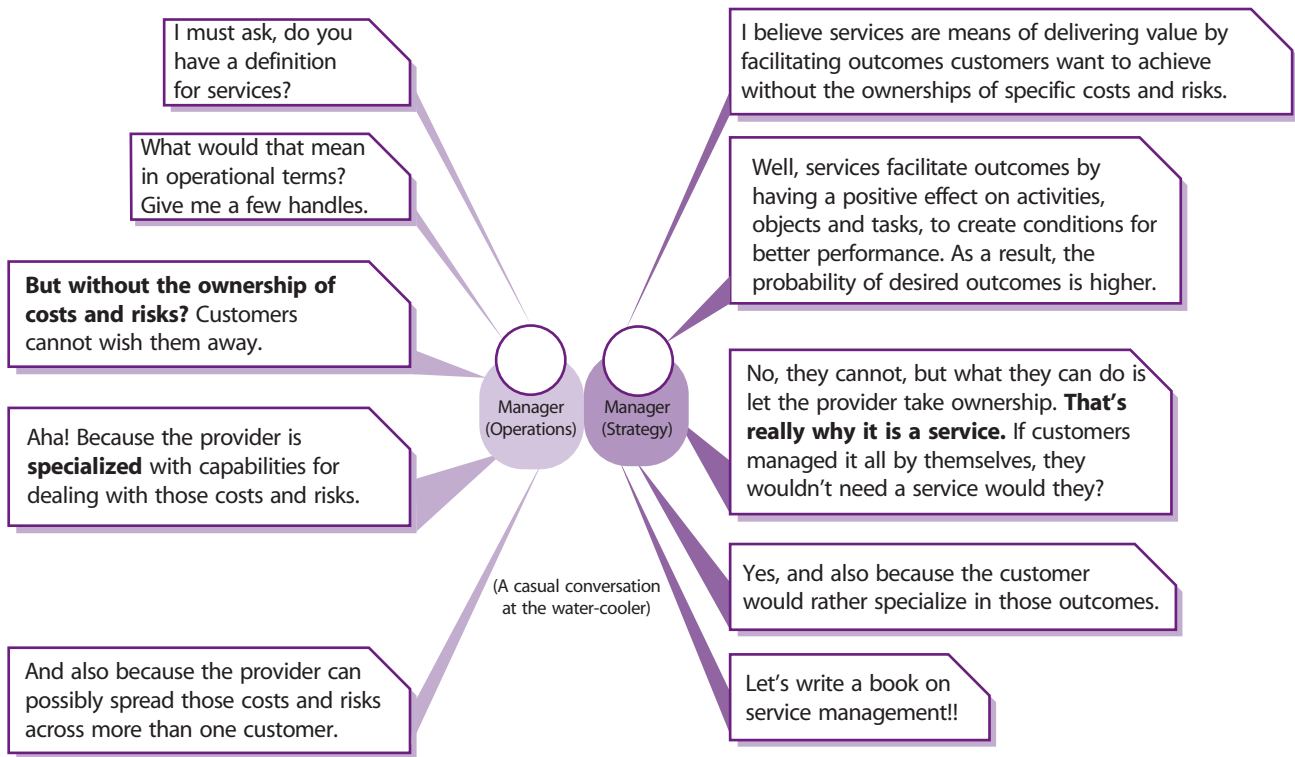 I must ask, do you
have a definition
for services?
I believe services are means of delivering value by
facilitating outcomes customers want to achieve
without the ownerships of specific costs and risks.
What would that mean
in operational terms?
Give me a few handles.
Well, services facilitate outcomes by
having a positive effect on activities,
objects and tasks, to create conditions for
better performance. As a result, the
probability of desired outcomes is higher.
But without the ownership of
costs and risks? Customers
cannot wish them away.
No, they cannot, but what they can do is
let the provider take ownership. That's
really why it is a service. If customers
managed it all by themselves, they
wouldn't need a service would they?
Aha! Because the provider is
specialized with capabilities for
dealing with those costs and risks.
Yes, and also because the customer
would rather specialize in those outcomes.
And also because the provider can
possibly spread those costs and risks
across more than one customer.
Let's write a book on
service management!!
Manager
(Operations)
Manager
(Strategy)
(A casual conversation
at the water-cooler)